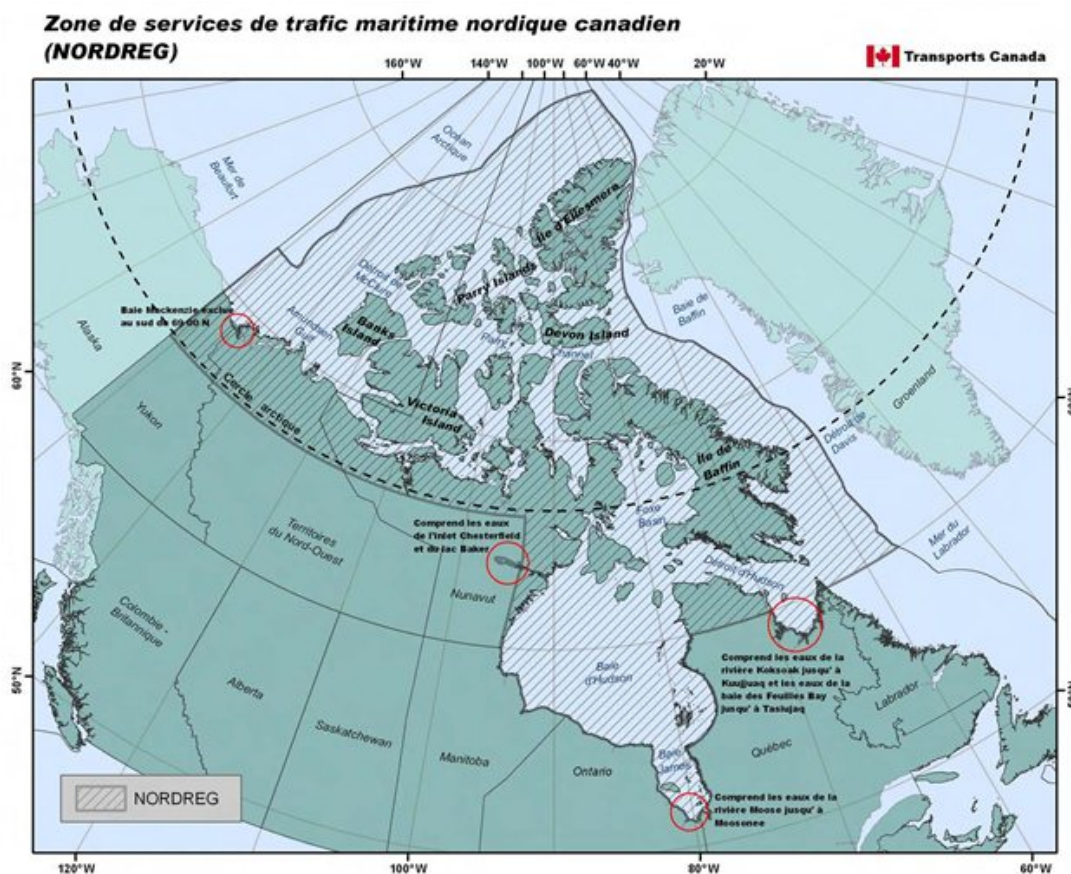 Zone de services de trafic maritime nordique canadien
(NORDREG)
Transports Canada
160°W
140°W
100°W
60°W
40°W
20°W
Océan
Arctique
Mer de
Beaufort
Île d'Ellesmera
Détroit de
McClure
Parry Islands
Baie Mackenzie exclue
au sud de 69 00 N
Amundsen
Gulf
Banks
Island
Devon Island
Parry
Channel
Baie de
Baffin
Alaska
60°N
Cercle arctique
Victoria
Island
Groenland
Détroit de
Davis
Île de
Baffin
Yukon
Foxe
Basin
Territoires
du Nord-Ouest
Comprend les eaux
de l'inlet Chesterfield
et du lac Baker
Mer du
Labrador
Détroit d'Hudson
Nunavut
Colombie -
Britannique
50°N
Alberta
Saskatchewan
Manitoba
Ontario
Baie
d'Hudson
Comprend les eaux de la
rivière Koksoak jusqu' à
Kuujjuaq et les eaux de la
baie des Feuilles Bay
jusqu' à Tasiujaq
Labrador
Québec
Baie
James
Comprend les eaux de la
rivière Moose jusqu' à
Moosonee
NORDREG
120°W
100°W
80°W
60°W